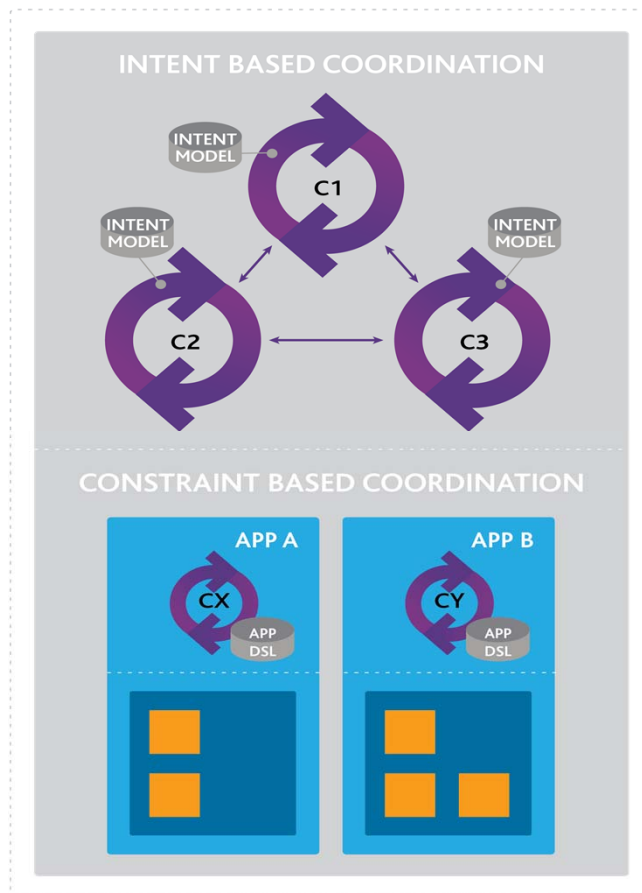 INTENT BASED COORDINATION
INTENT
MODEL
C1
INTENT
MODEL
INTENT
MODEL
C2
C3
CONSTRAINT BASED COORDINATION
APP A
APP B
CX
CY
APP
DSL
APP
DSL